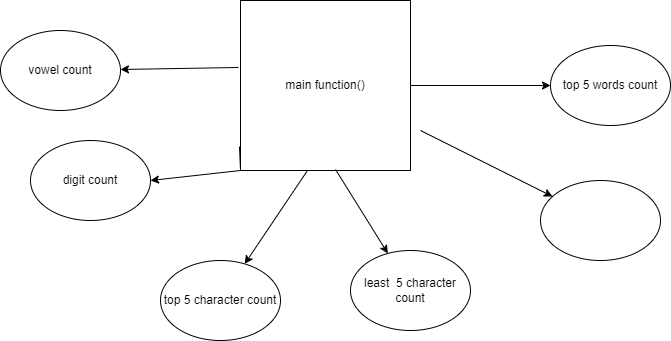 vowel count
main function()
top 5 words count
digit count
top 5 character count
least 5 character
count